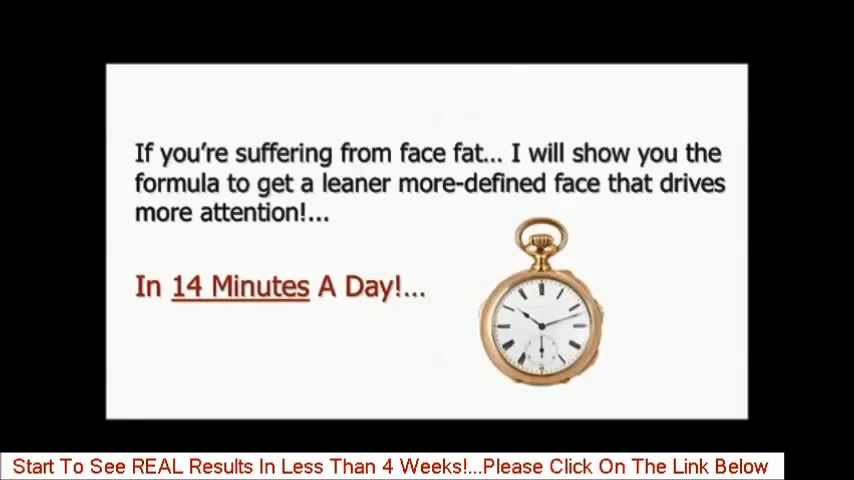 If you're suffering from face fat... I will show you the
formula to get a leaner more-defined face that drives
more attention!...
In 14 Minutes A Day!...
Start To See REAL Results In Less Than 4 Weeks!...Please Click On The Link Below